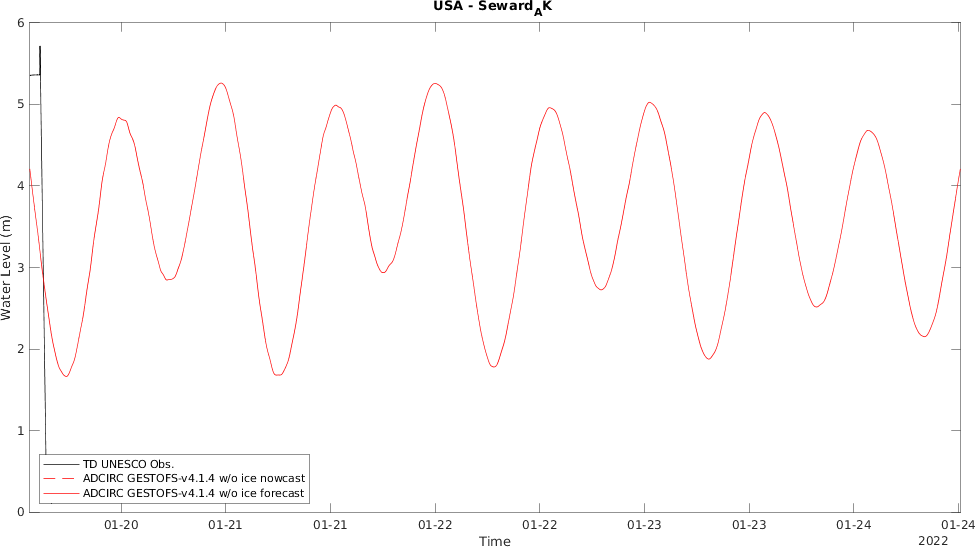 USA - Seward_AK
6
5
4
3
2
1
0
Water Level (m)
TD UNESCO Obs.
ADCIRC GESTOFS-v4.1.4 w/o ice nowcast
ADCIRC GESTOFS-v4.1.4 w/o ice forecast
01-20 01-21 01-21 01-22 01-22 01-23 01-23 01-24 01-24
Time
2022